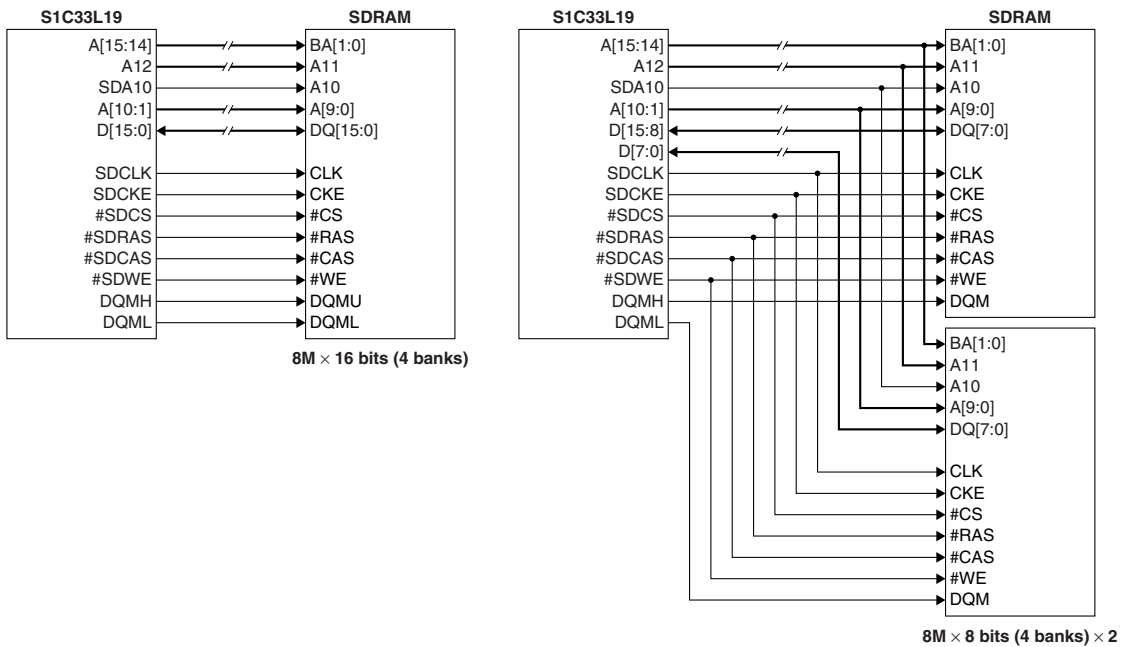 S1C33L19
SDRAM
A[15:14]
A12
SDA10
A[10:1]
D[15:0]
SDCLK
SDCKE
#SDCS
#SDRAS
#SDCAS
#SDWE
DQMH
DQML
BA[1:0]
A11
A10
A[9:0]
DQ[15:0]
CLK
CKE
#CS
#RAS
#CAS
#WE
DQMU
DQML
8M × 16 bits (4 banks)
S1C33L19
SDRAM
A[15:14]
A12
SDA10
A[10:1]
D[15:8]
D[7:0]
SDCLK
SDCKE
#SDCS
#SDRAS
#SDCAS
#SDWE
DQMH
DQML
BA[1:0]
A11
A10
A[9:0]
DQ[7:0]
CLK
CKE
#CS
#RAS
#CAS
#WE
DQM
BA[1:0]
A11
A10
A[9:0]
DQ[7:0]
CLK
CKE
#CS
#RAS
#CAS
#WE
DQM
8M × 8 bits (4 banks) × 2